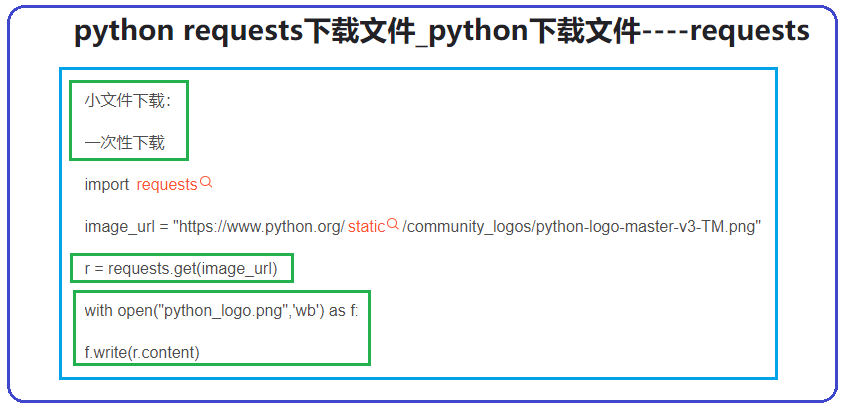 python requests下载文件_python下载文件----requests
小文件下载：
一次性下载
import requests
image_url = "https://www.python.org/static/community_logos/python-logo-master-v3-TM.png"
r = requests.get(image_url)
with open("python_logo.png",'wb') as f:
f.write(r.content)